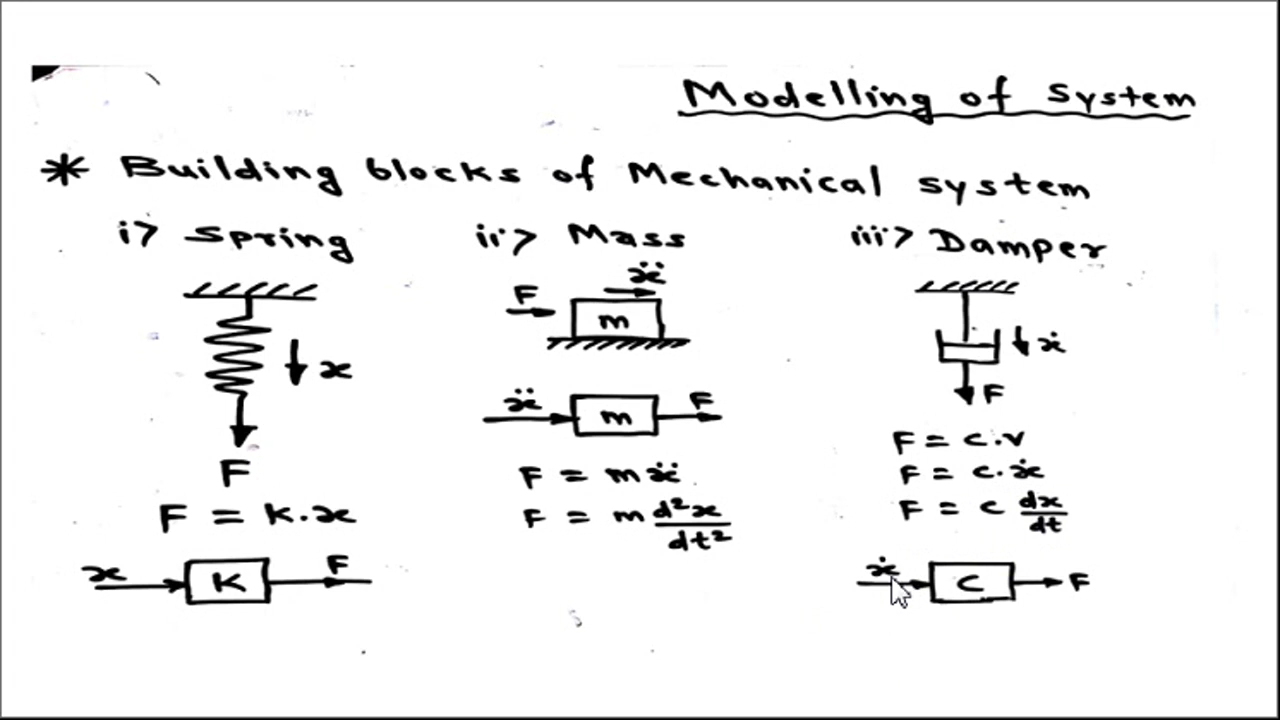 Modelling of System
* Building blocks of Mechanical system
i> Spring
x
F
F = K.x
x K F
ii> Mass
ẍ
F
m
ẍ m F
F = mẍ
F = m d²x/dt²
iii> Damper
ẋ
F
F = c.v
F = c.ẋ
F = c dx/dt
ẋ C F